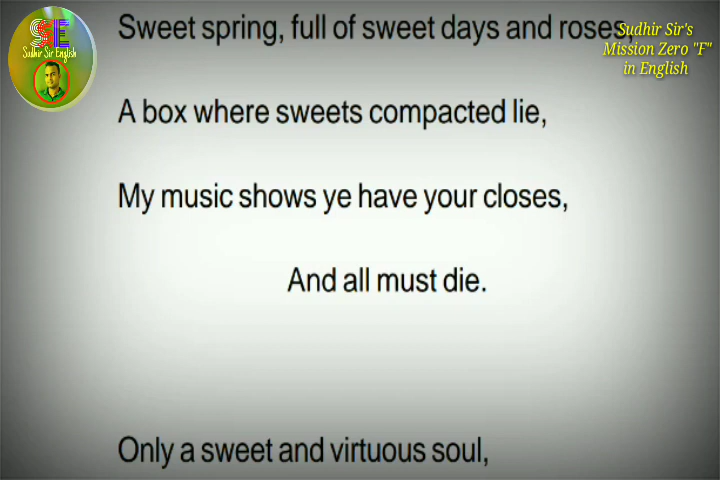 SE
Sudhir Sir English
Sudhir Sir's
Mission Zero "F"
in English
Sweet spring, full of sweet days and roses,
A box where sweets compacted lie,
My music shows ye have your closes,
And all must die.
Only a sweet and virtuous soul,